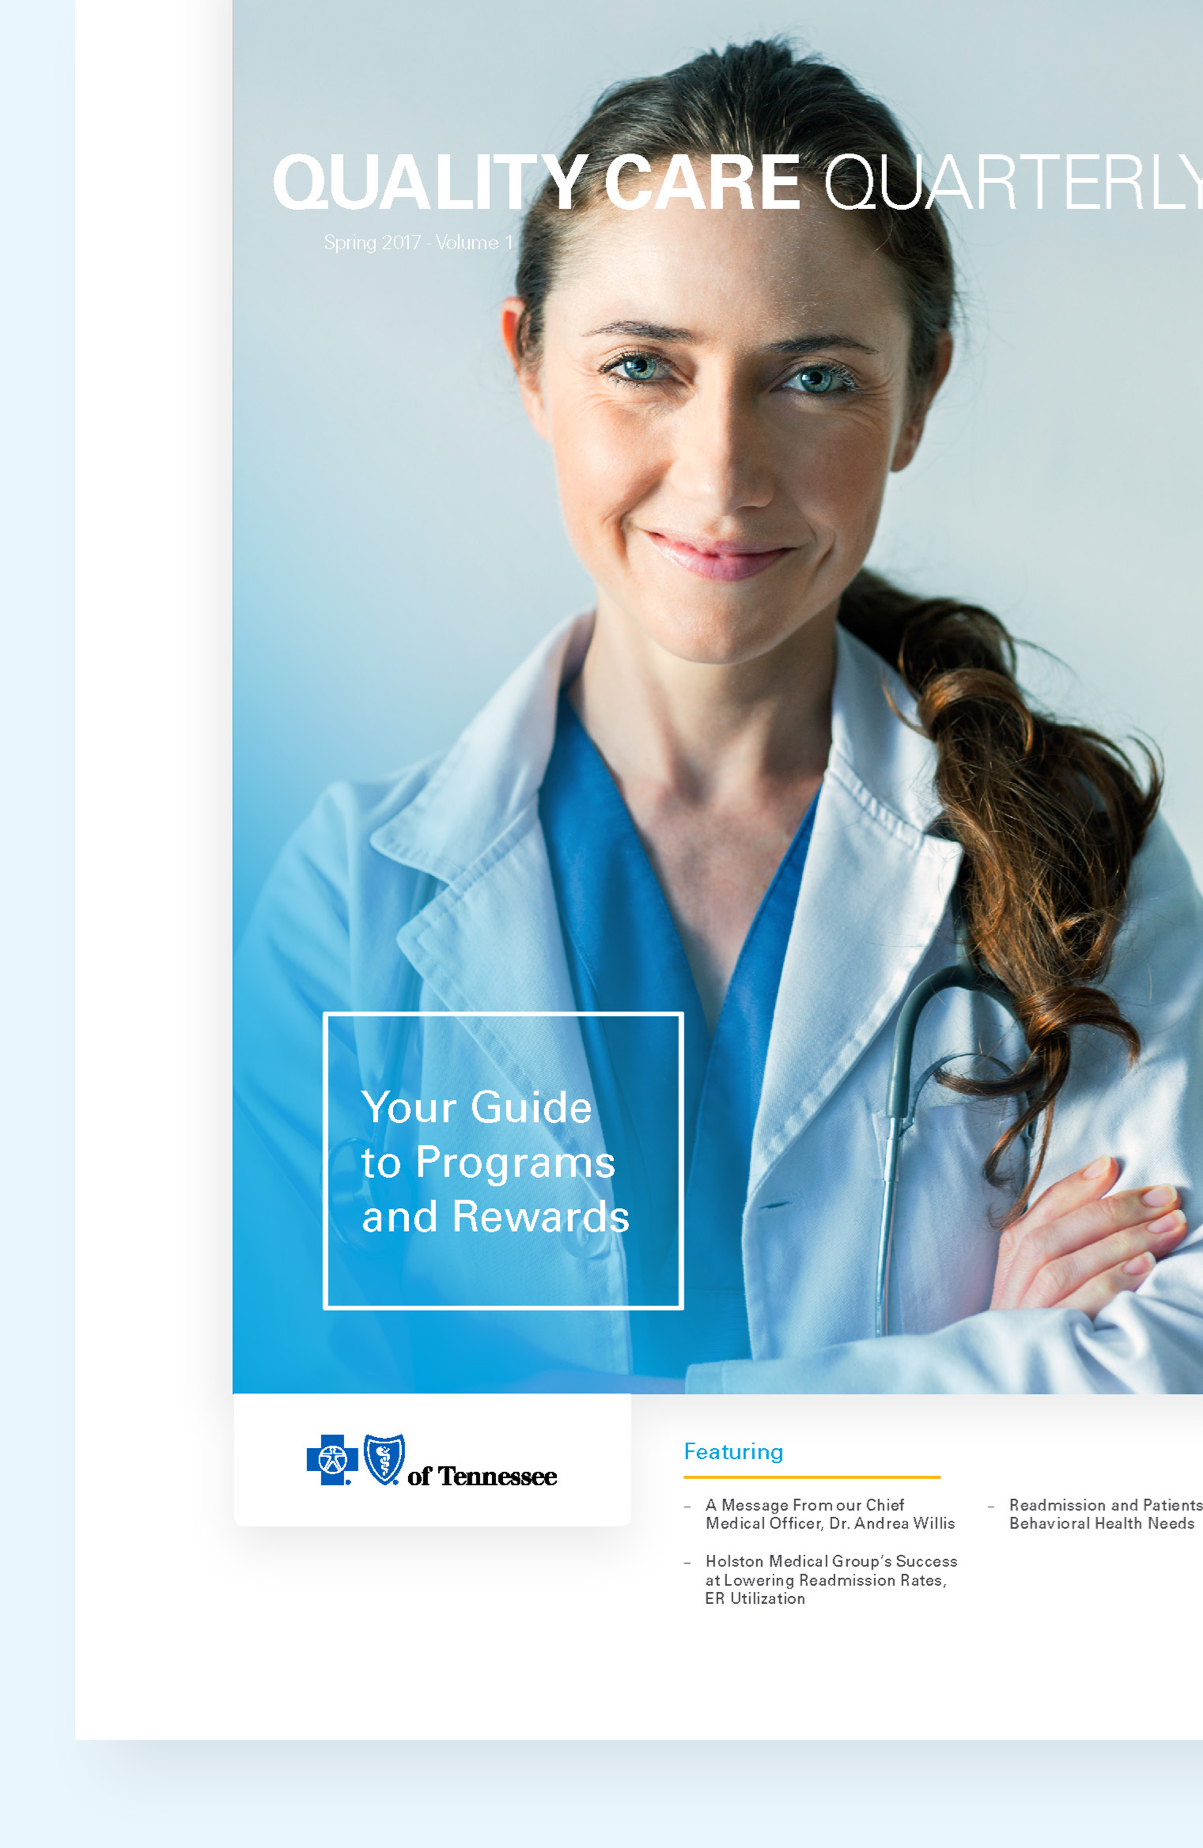 QUALITY CARE QUARTERLY
Spring 2017 - Volume 1
Your Guide
to Programs
and Rewards
of Tennessee
Featuring
– A Message From our Chief
Medical Officer, Dr. Andrea Willis
– Holston Medical Group's Success
at Lowering Readmission Rates,
ER Utilization
– Readmission and Patients
Behavioral Health Needs